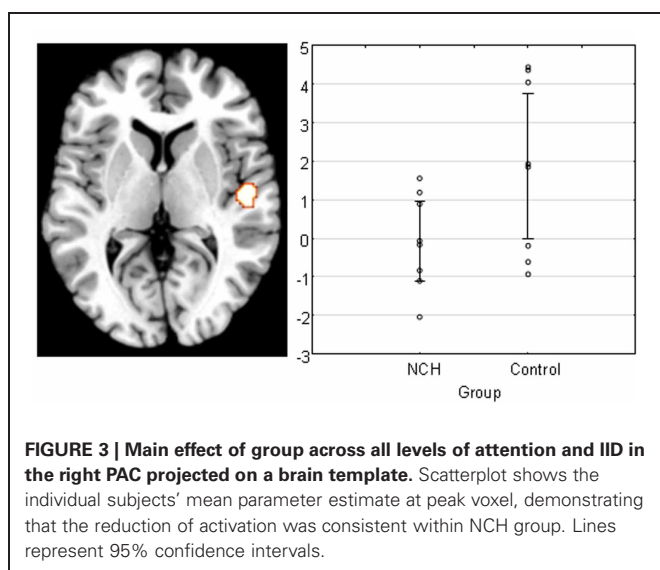 5
4
3
2
1
0
-1
-2
-3
NCH Control
Group
FIGURE 3 | Main effect of group across all levels of attention and IID in
the right PAC projected on a brain template. Scatterplot shows the
individual subjects’ mean parameter estimate at peak voxel, demonstrating
that the reduction of activation was consistent within NCH group. Lines
represent 95% confidence intervals.